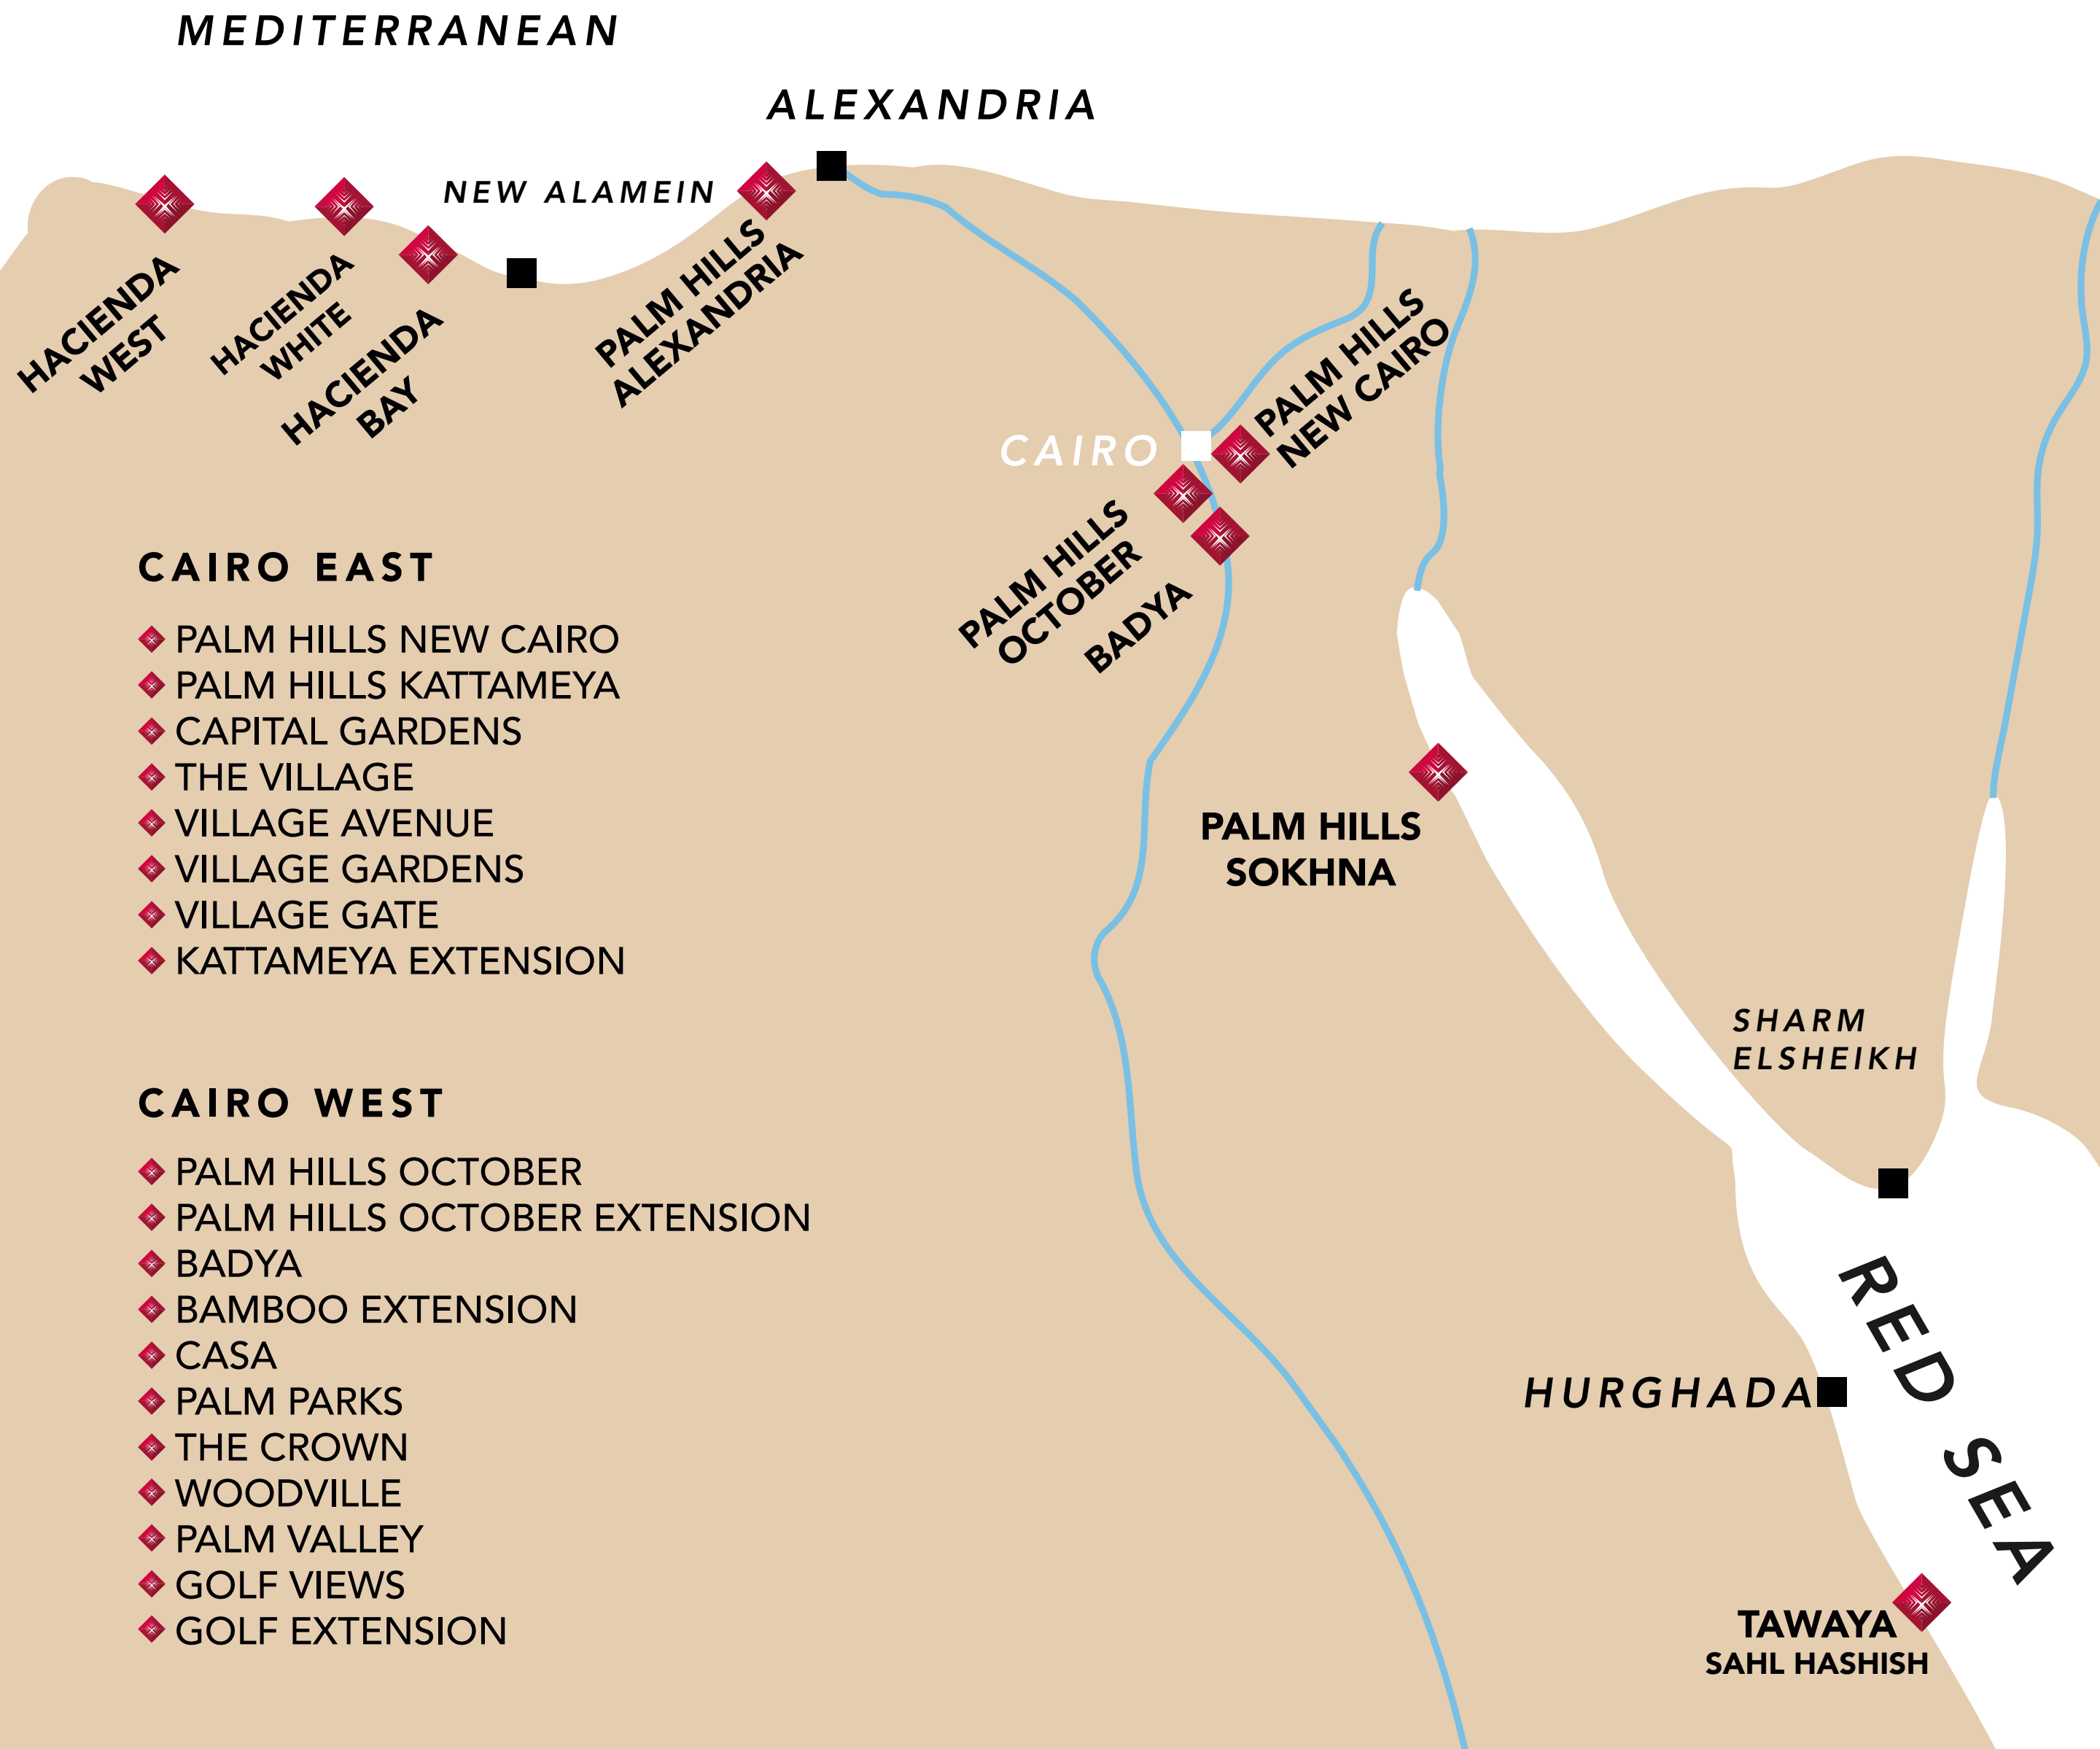 MEDITERRANEAN
ALEXANDRIA
NEW ALAMEIN
HACIENDA
WEST
HACIENDA
WHITE
HACIENDA
BAY
PALM HILLS
ALEXANDRIA
CAIRO
PALM HILLS
NEW CAIRO
PALM HILLS
OCTOBER
BADYA
CAIRO EAST
PALM HILLS NEW CAIRO
PALM HILLS KATTAMEYA
CAPITAL GARDENS
THE VILLAGE
VILLAGE AVENUE
VILLAGE GARDENS
VILLAGE GATE
KATTAMEYA EXTENSION
PALM HILLS
SOKHNA
SHARM
ELSHEIKH
CAIRO WEST
PALM HILLS OCTOBER
PALM HILLS OCTOBER EXTENSION
BADYA
BAMBOO EXTENSION
CASA
PALM PARKS
THE CROWN
WOODVILLE
PALM VALLEY
GOLF VIEWS
GOLF EXTENSION
RED SEA
HURGHADA
TAWAYA
SAHL HASHISH